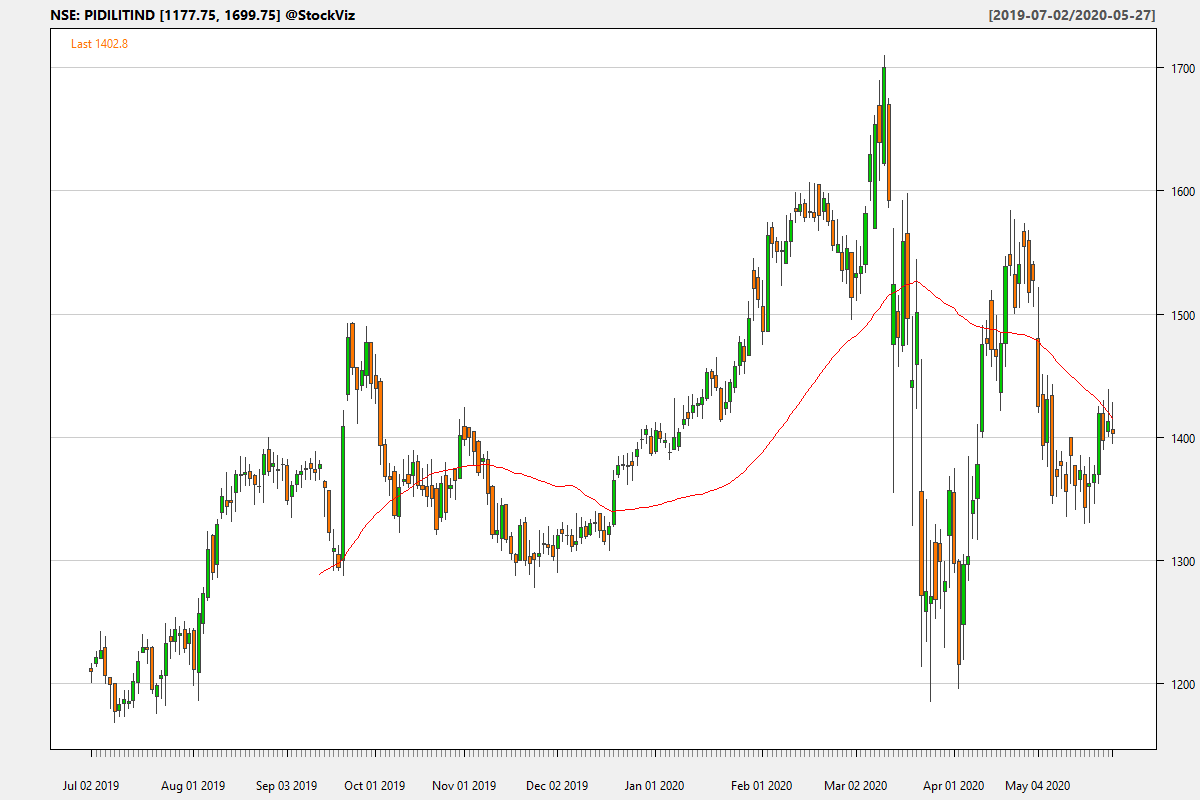 NSE: PIDILITIND [1177.75, 1699.75] @StockViz
[2019-07-02/2020-05-27]
Last 1402.8
1700
1600
1500
1400
1300
1200
Jul 02 2019 Aug 01 2019 Sep 03 2019 Oct 01 2019 Nov 01 2019 Dec 02 2019 Jan 01 2020 Feb 01 2020 Mar 02 2020 Apr 01 2020 May 04 2020